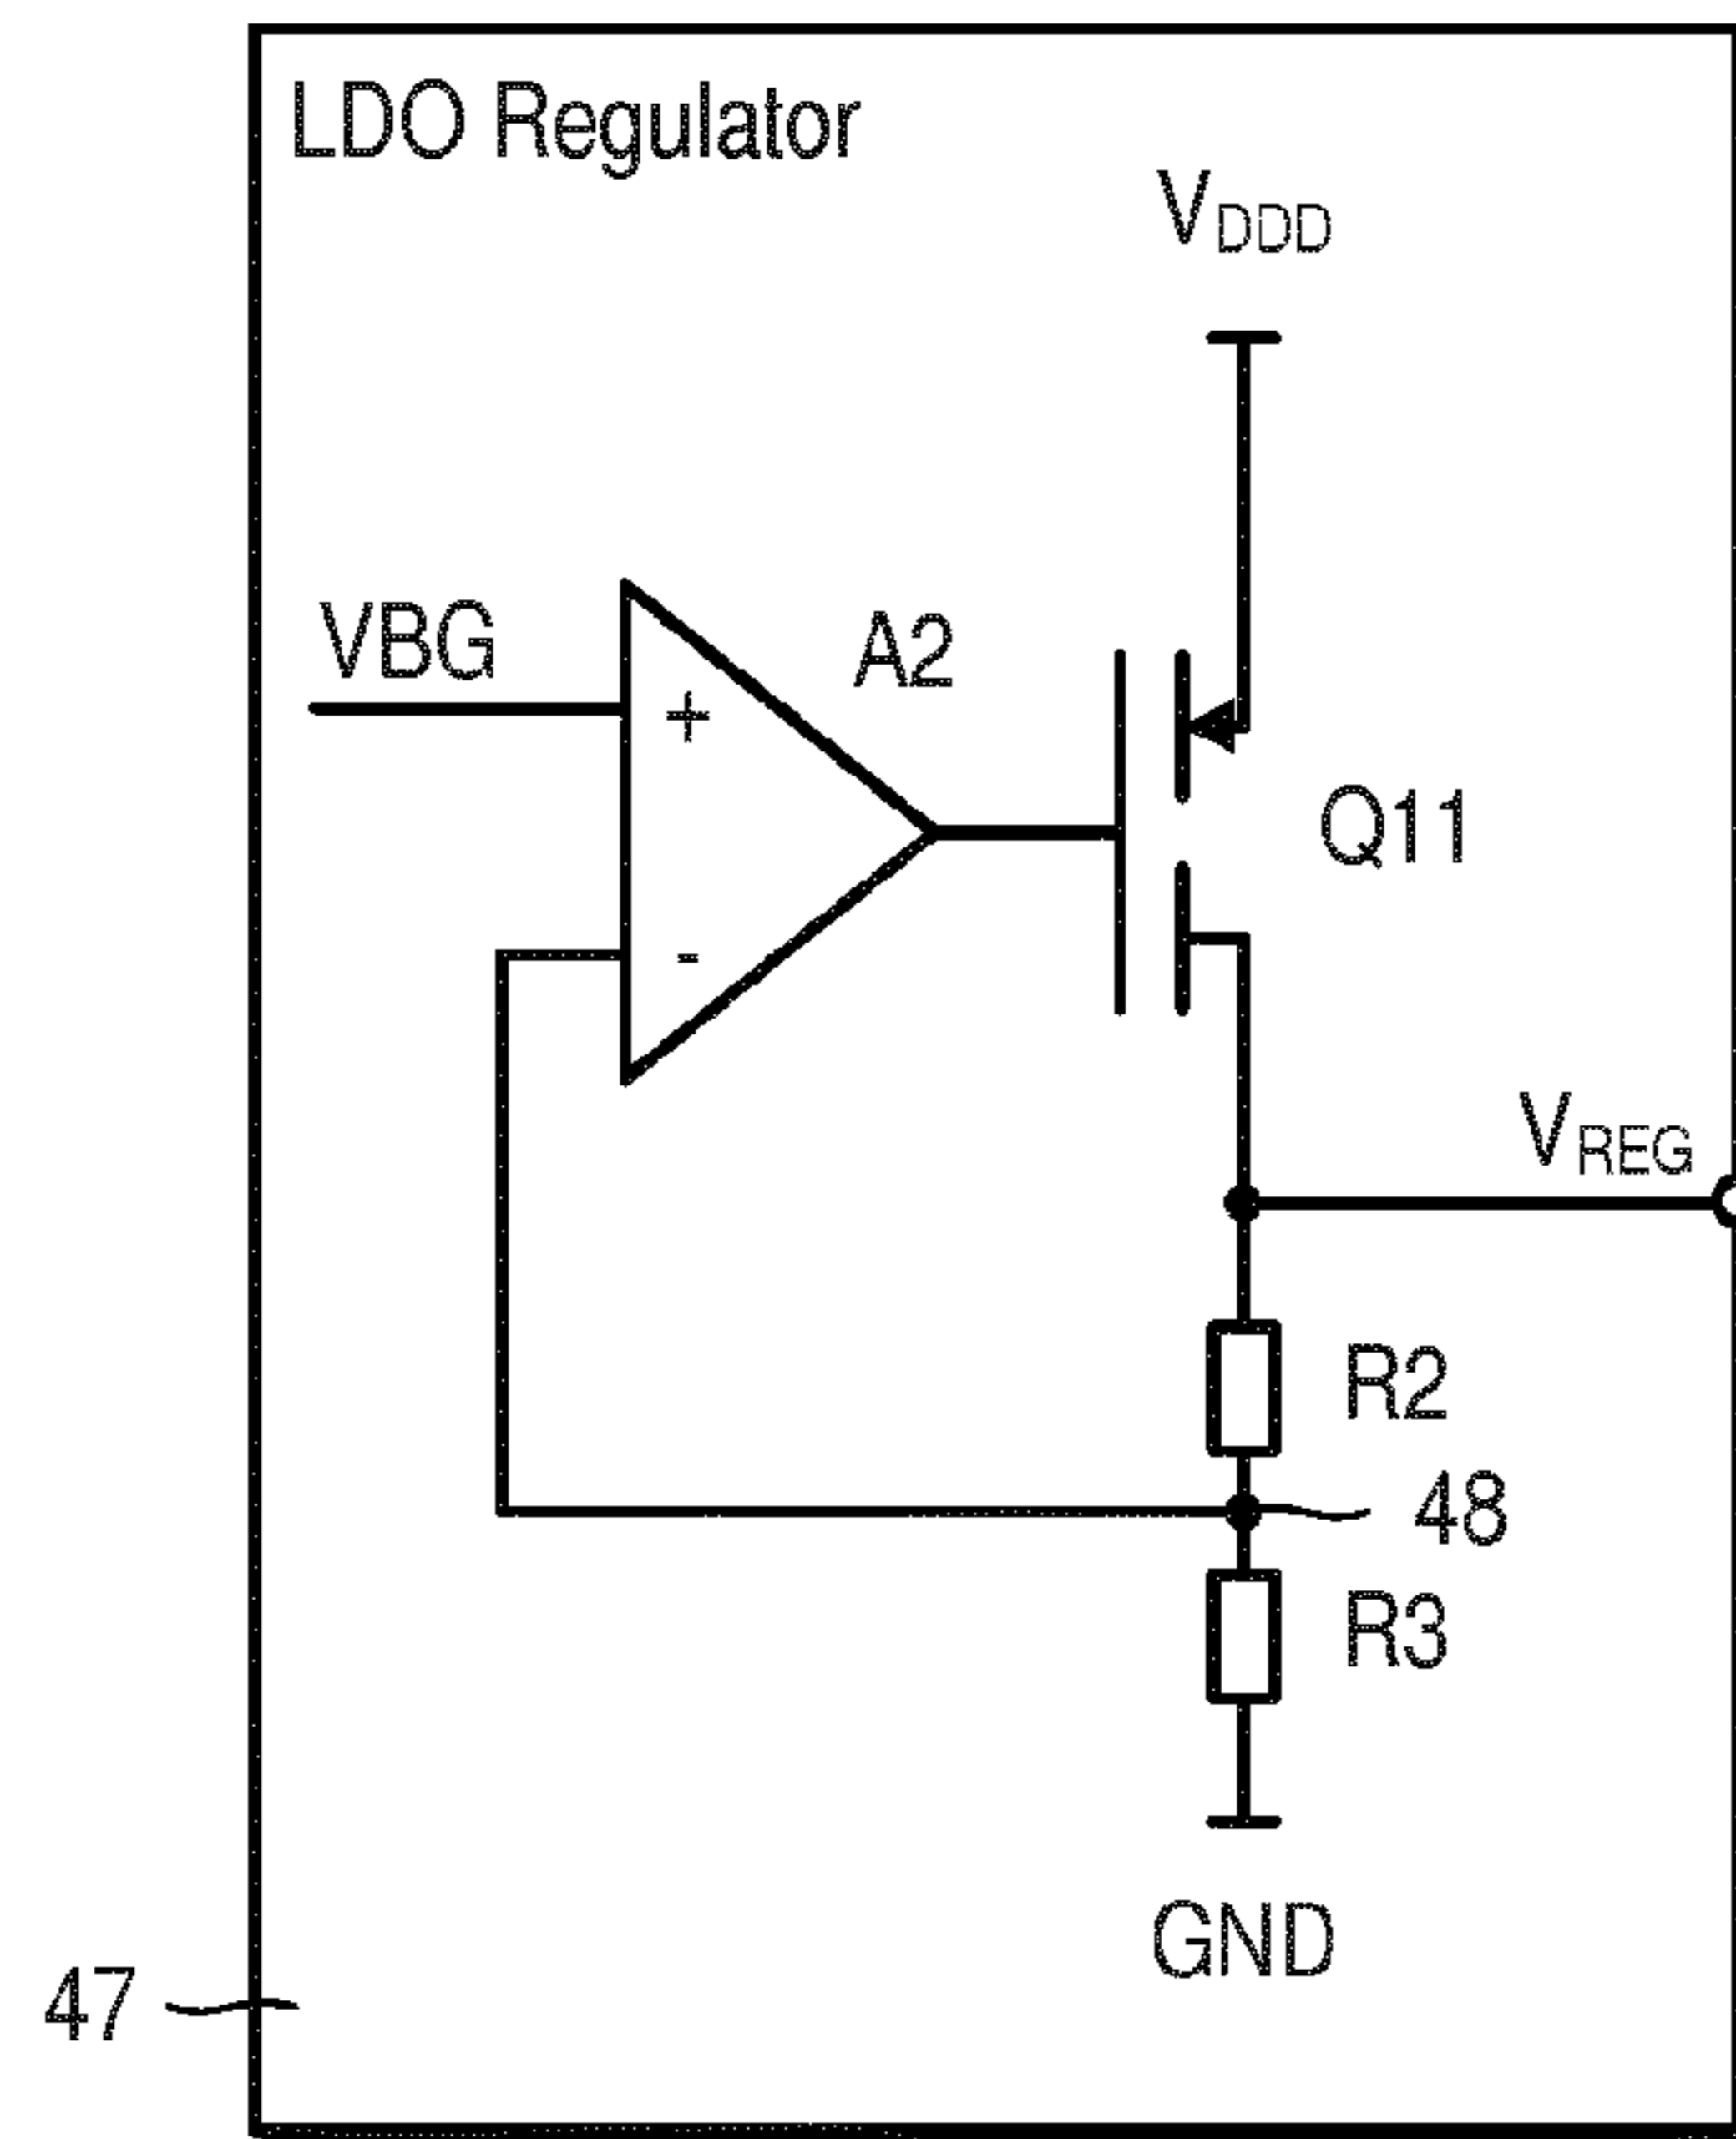 LDO Regulator
VDDD
VBG
A2
+
-
Q11
VREG
R2
48
R3
GND
47